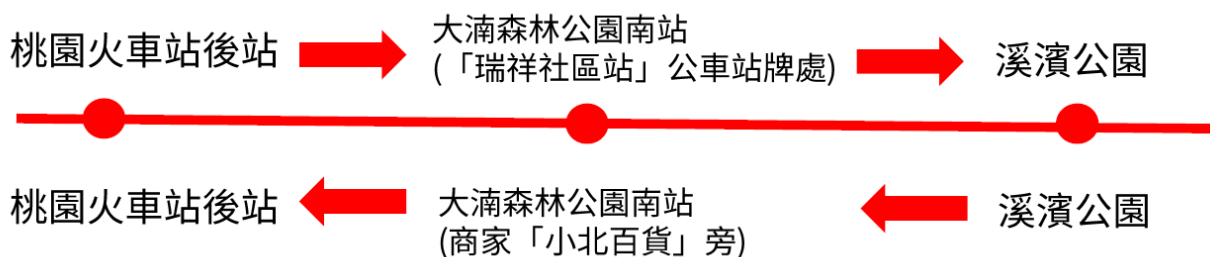 桃園火車站後站
大湳森林公園南站
(「瑞祥社區站」公車站牌處)
溪濱公園
桃園火車站後站
大湳森林公園南站
(商家「小北百貨」旁)
溪濱公園